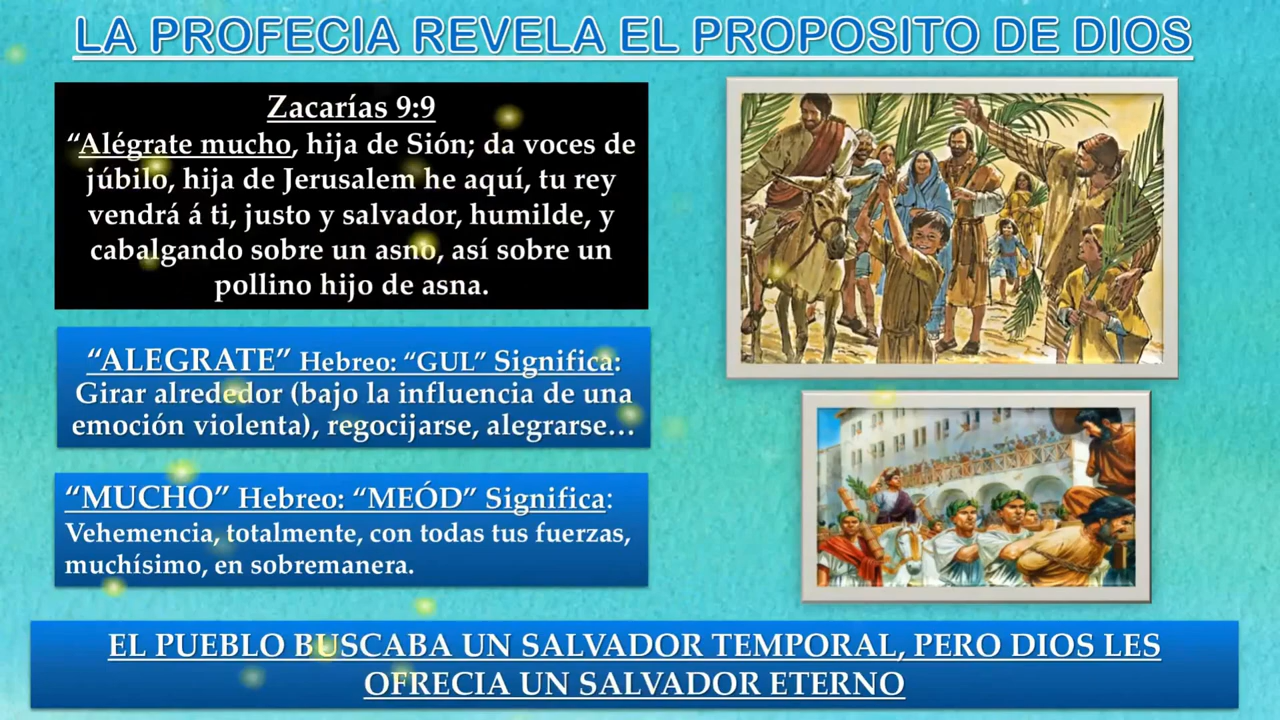 LA PROFECIA REVELA EL PROPOSITO DE DIOS
Zacarías 9:9
“Alégrate mucho, hija de Sión; da voces de
júbilo, hija de Jerusalem he aquí, tu rey
vendrá á ti, justo y salvador, humilde, y
cabalgando sobre un asno, así sobre un
pollino hijo de asna.
“ALEGRATE” Hebreo: “GUL” Significa:
Girar alrededor (bajo la influencia de una
emoción violenta), regocijarse, alegrarse…
“MUCHO” Hebreo: “MEÓD” Significa:
Vehemencia, totalmente, con todas tus fuerzas,
muchísimo, en sobremanera.
EL PUEBLO BUSCABA UN SALVADOR TEMPORAL, PERO DIOS LES
OFRECIA UN SALVADOR ETERNO